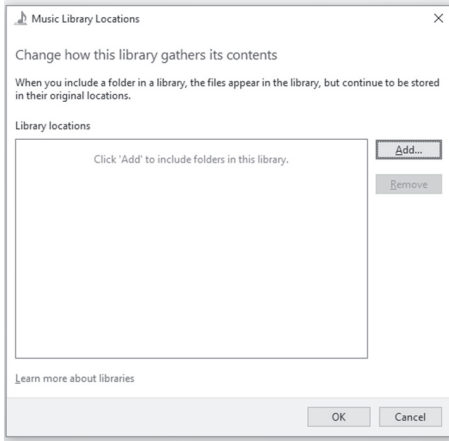 Music Library Locations
Change how this library gathers its contents
When you include a folder in a library, the files appear in the library, but continue to be stored
in their original locations.
Library locations
Click 'Add' to include folders in this library.
Add...
Remove
Learn more about libraries
OK
Cancel